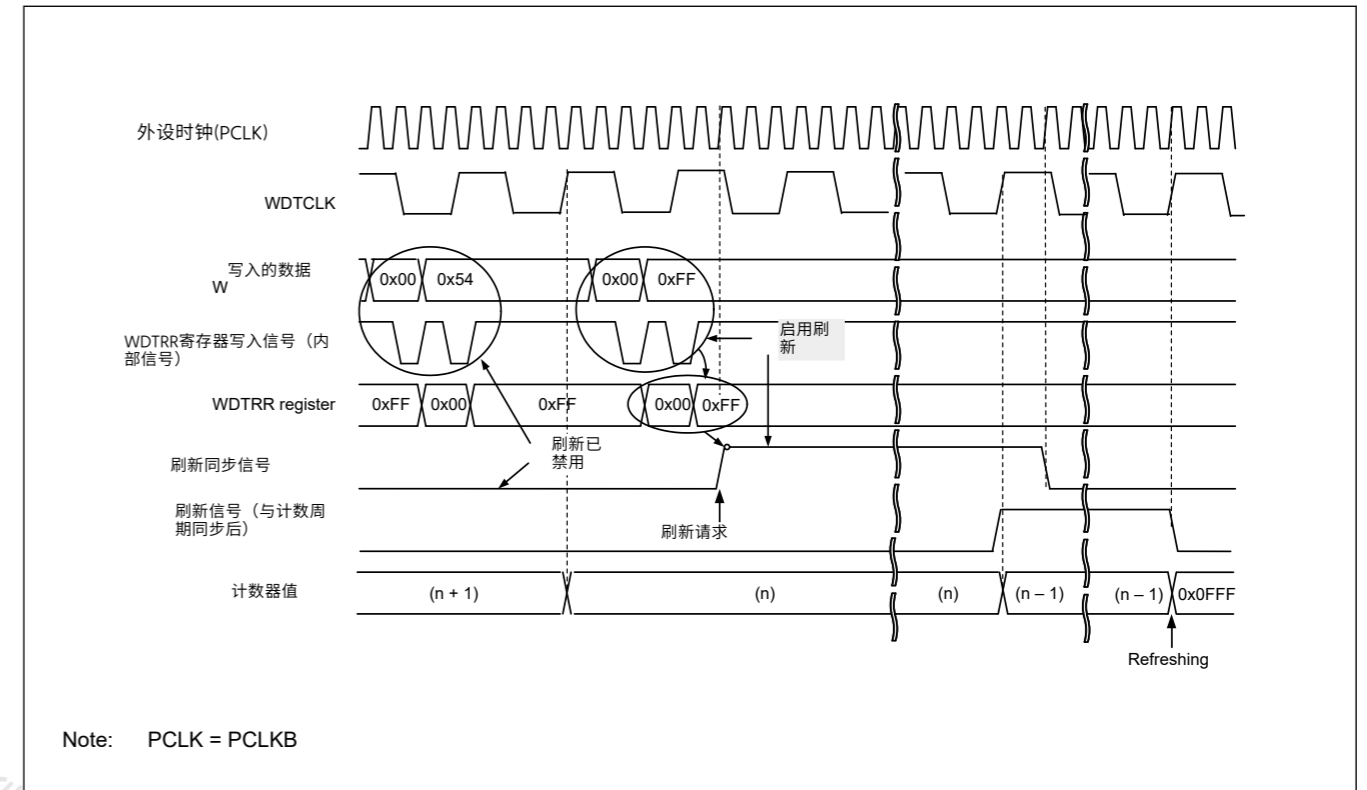 外设时钟(PCLK)
WDTCLK
写入的数据
W
0x00 0x54 0x00 0xFF
WDTRR寄存器写入信号（内
部信号）
启用刷
新
WDTRR register
0xFF 0x00 0xFF 0x00 0xFF
刷新已
禁用
刷新同步信号
刷新信号（与计数周
期同步后）
刷新请求
计数器值
(n + 1) (n) (n) (n – 1) (n – 1) 0x0FFF
Refreshing
Note: PCLK = PCLKB